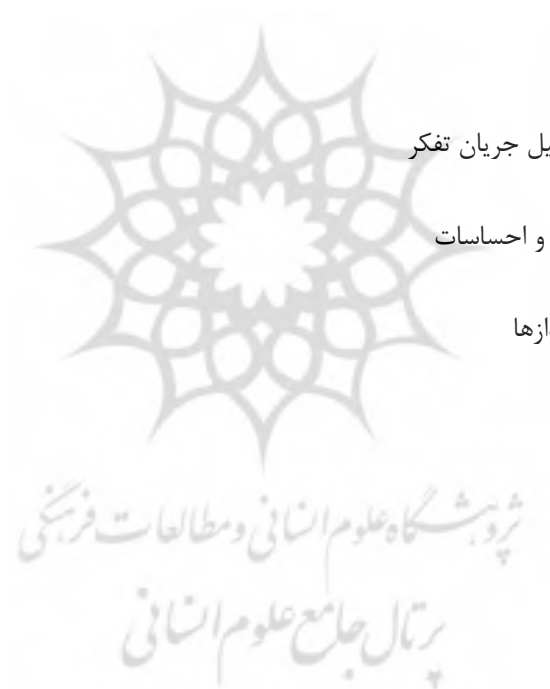 یل جریان تفکر
و احساسات
ازها
پژوهشگاه علوم انسانی و مطالعات فرهنگی
پرتال جامع علوم انسانی